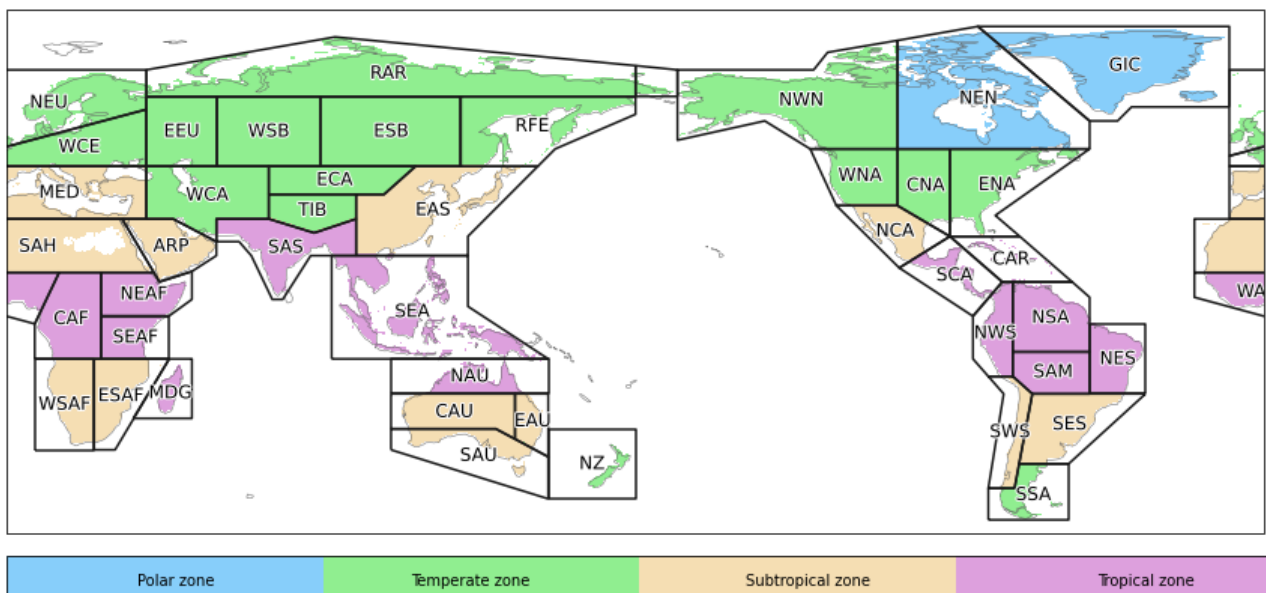 GIC
RAR
NEN
NWN
NEU
RFE
EEU
WSB
ESB
WCE
WNA
CNA
ENA
ECA
MED
WCA
TIB
EAS
NCA
SAH
ARP
SAS
CAR
SCA
NEAF
WA
SEA
CAF
NSA
SEAF
NWS
NES
SAM
NAU
MDG
ESAF
WSAF
CAU
EAU
SES
SWS
SAU
NZ
SSA
Polar zone
Temperate zone
Subtropical zone
Tropical zone